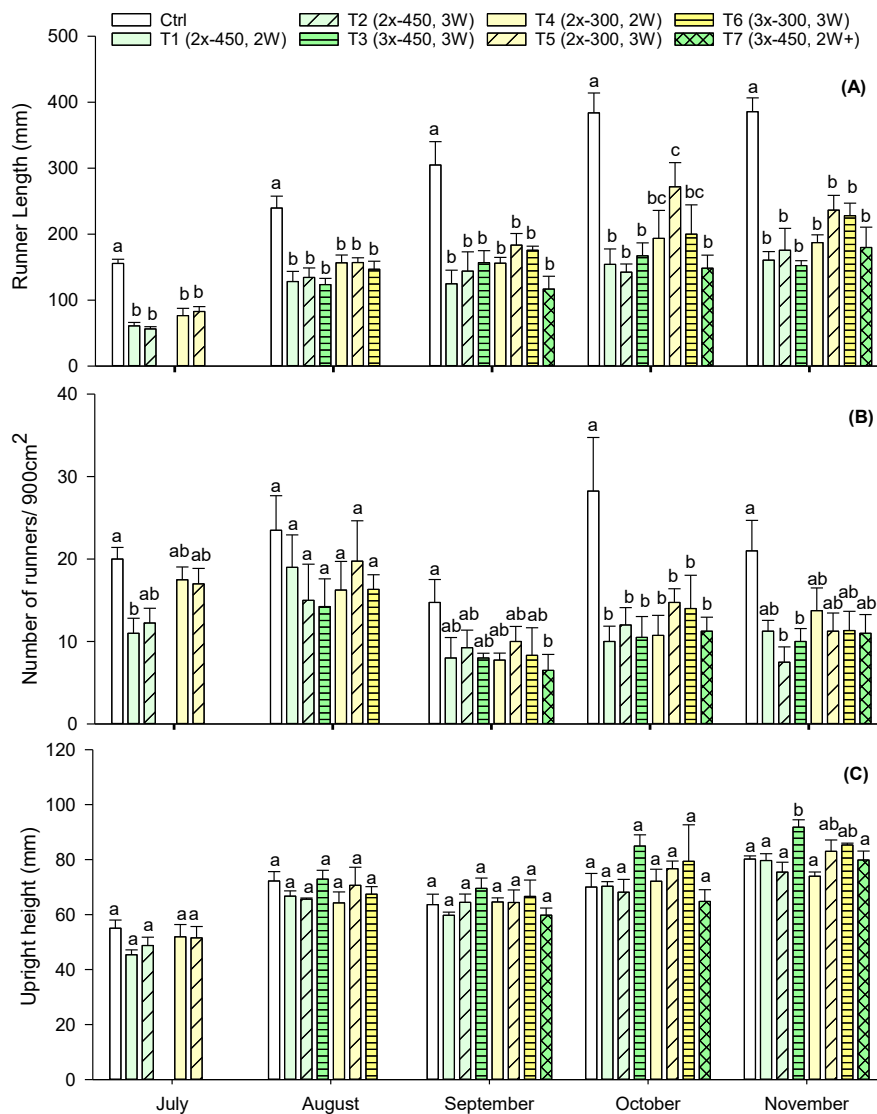 Ctrl T2 (2x-450, 3W) T4 (2x-300, 2W) T6 (3x-300, 3W)
T1 (2x-450, 2W) T3 (3x-450, 3W) T5 (2x-300, 3W) T7 (3x-450, 2W+)
(A)
Runner Length (mm)
500
400
300
200
100
0
a b b b b
a b b b b b b
a b b b b b b b
a b b b bc c bc b
a b b b b b b b
(B)
Number of runners/ 900cm2
40
30
20
10
0
a b ab ab ab
a a a a a a a
a ab ab ab ab ab ab b
a b b b b b b b
a ab b b ab ab ab ab
(C)
Upright height (mm)
120
100
80
60
40
20
0
a a a a a
a a a a a a a
a a a a a a a a
a a a a a a a a
a a a b a ab ab a
July August September October November